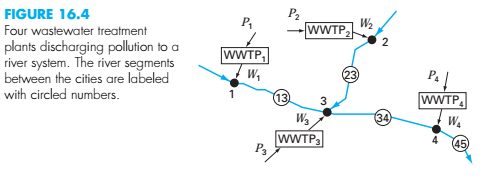 FIGURE 16.4
Four wastewater treatment
plants discharging pollution to a
river system. The river segments
between the cities are labeled
with circled numbers.
P1
WWTP1
W1
1
P2
WWTP2
W2
2
23
13
3
W3
WWTP3
P3
34
P4
WWTP4
W4
4
45